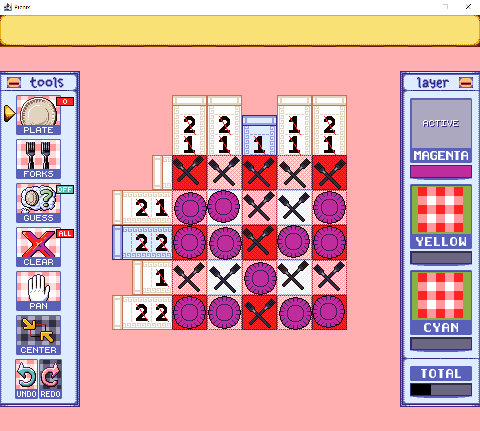 tools
layer
0
PLATE
FORKS
OFF
GUESS
ALL
CLEAR
PAN
CENTER
UNDO REDO
2 2 1 2
1 1 1 1 1
2 1
2 2
1
2 2
ACTIVE
MAGENTA
YELLOW
CYAN
TOTAL